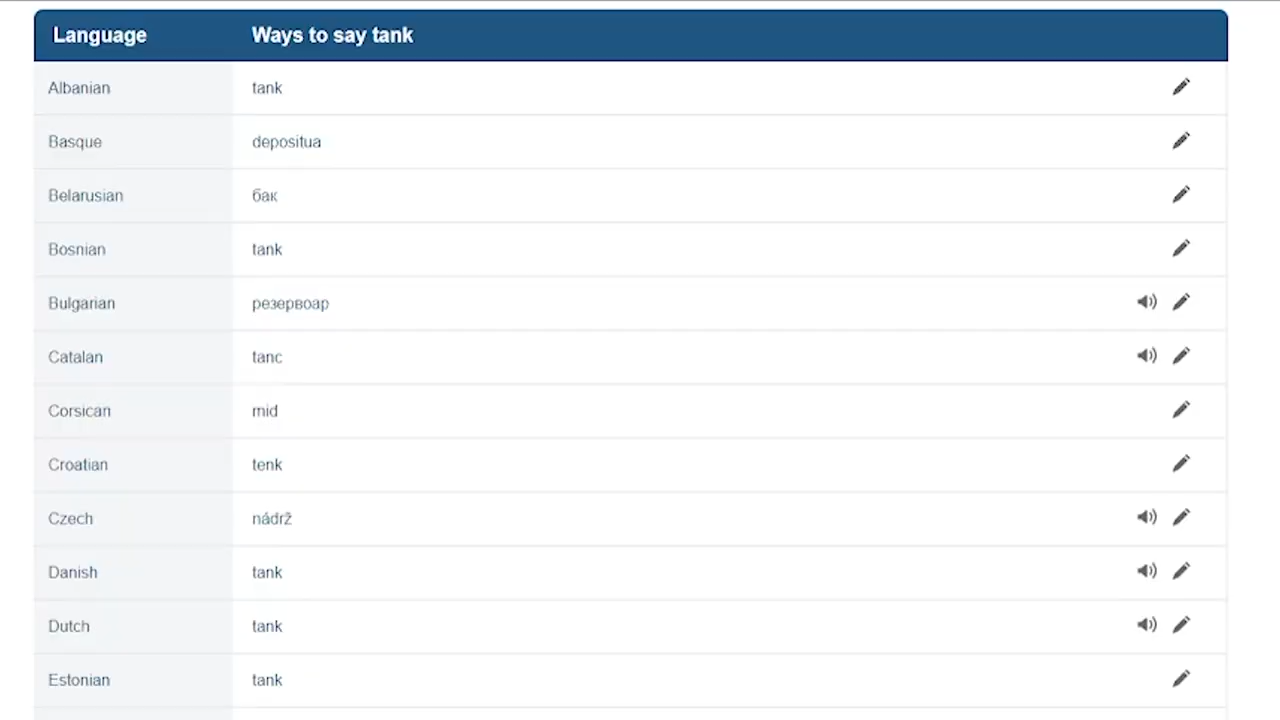 Language Ways to say tank
Albanian tank
Basque depositua
Belarusian бак
Bosnian tank
Bulgarian резервоар
Catalan tanc
Corsican mid
Croatian tenk
Czech nádrž
Danish tank
Dutch tank
Estonian tank